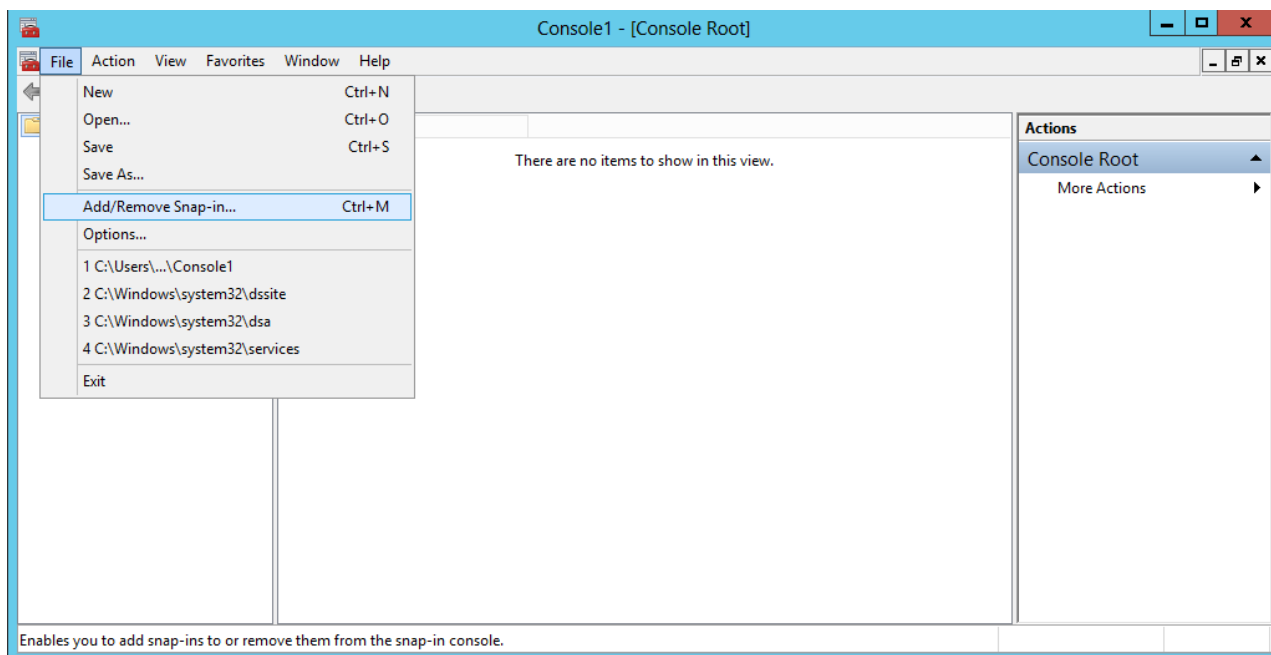 Console1 - [Console Root]
File Action View Favorites Window Help
New Ctrl+N
Open... Ctrl+O
Save Ctrl+S
Save As...
Add/Remove Snap-in... Ctrl+M
Options...
1 C:\Users\...\Console1
2 C:\Windows\system32\dssite
3 C:\Windows\system32\dsa
4 C:\Windows\system32\services
Exit
There are no items to show in this view.
Actions
Console Root
More Actions
Enables you to add snap-ins to or remove them from the snap-in console.